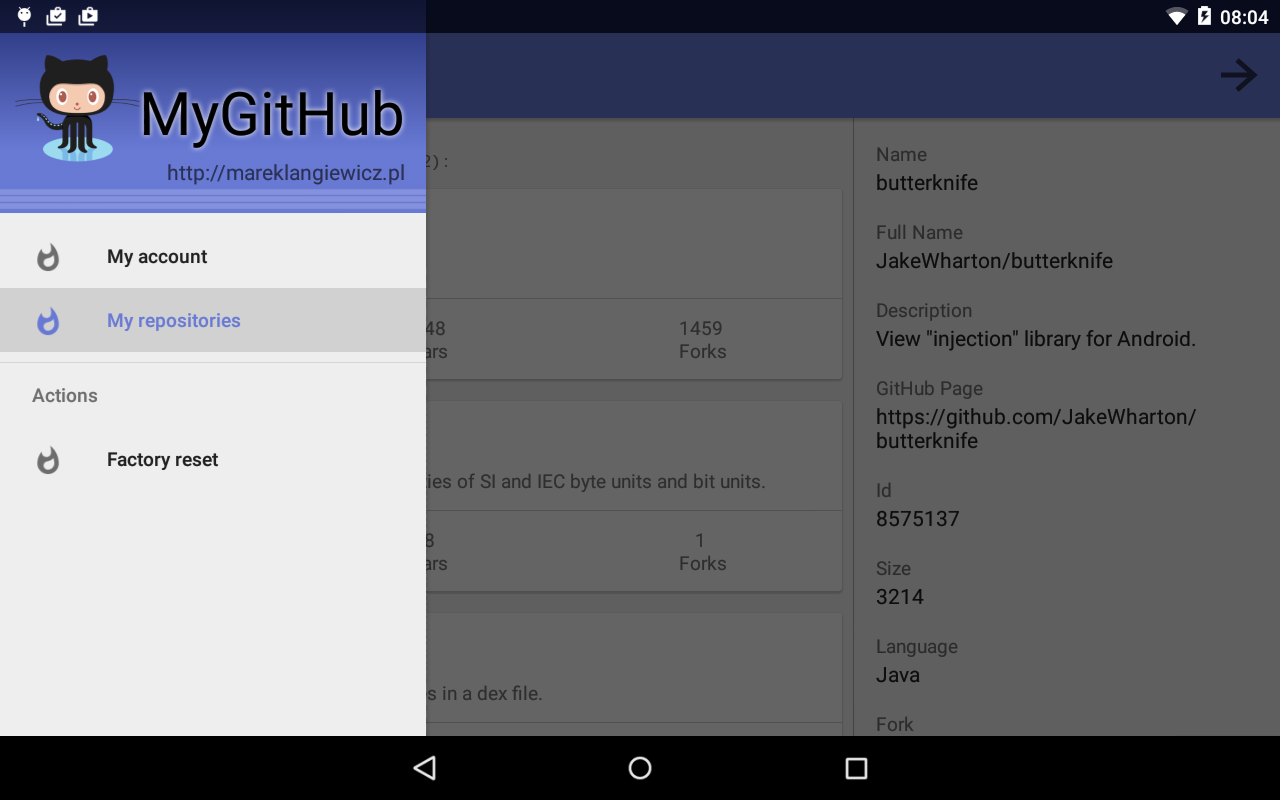 08:04
MyGitHub
http://mareklangiewicz.pl
My account
My repositories
Actions
Factory reset
2):
48
ars
1459
Forks
ties of SI and IEC byte units and bit units.
8
ars
1
Forks
s in a dex file.
Name
butterknife
Full Name
JakeWharton/butterknife
Description
View "injection" library for Android.
GitHub Page
https://github.com/JakeWharton/
butterknife
Id
8575137
Size
3214
Language
Java
Fork